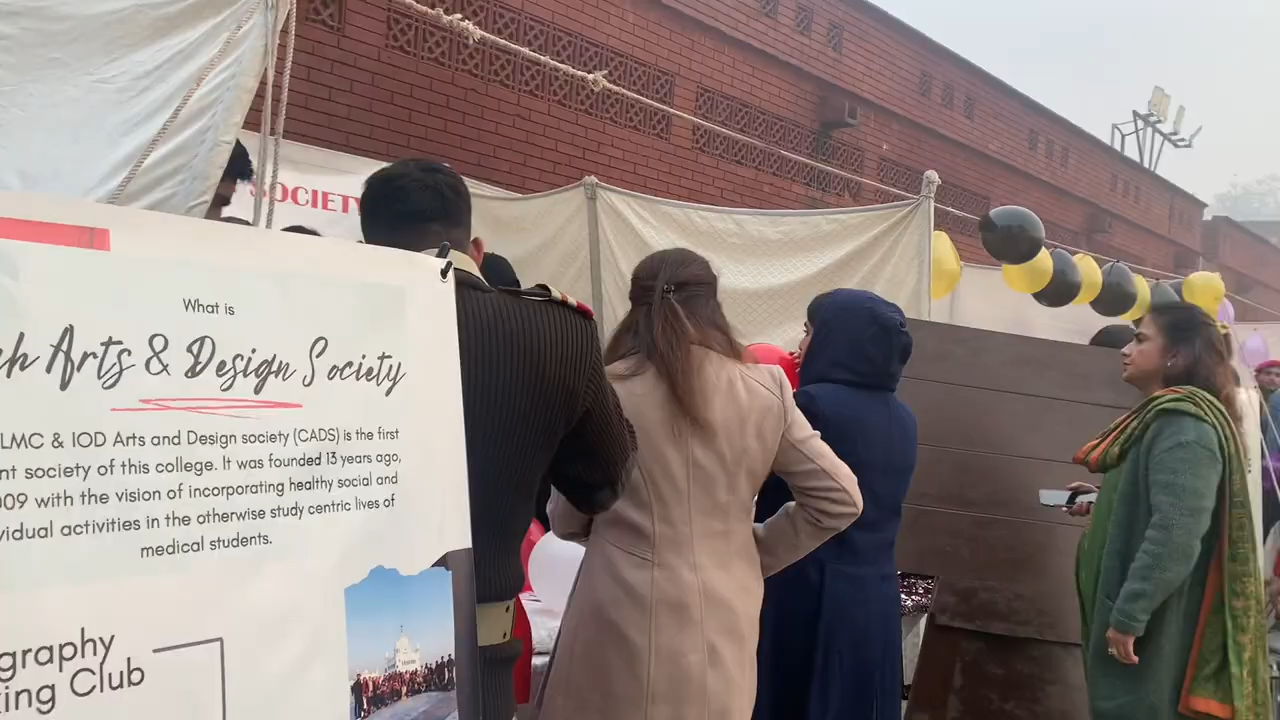 SOCIETY
What is
ch Arts & Design Society
LMC & IOD Arts and Design society (CADS) is the first
nt society of this college. It was founded 13 years ago,
009 with the vision of incorporating healthy social and
vidual activities in the otherwise study centric lives of
medical students.
graphy
king Club